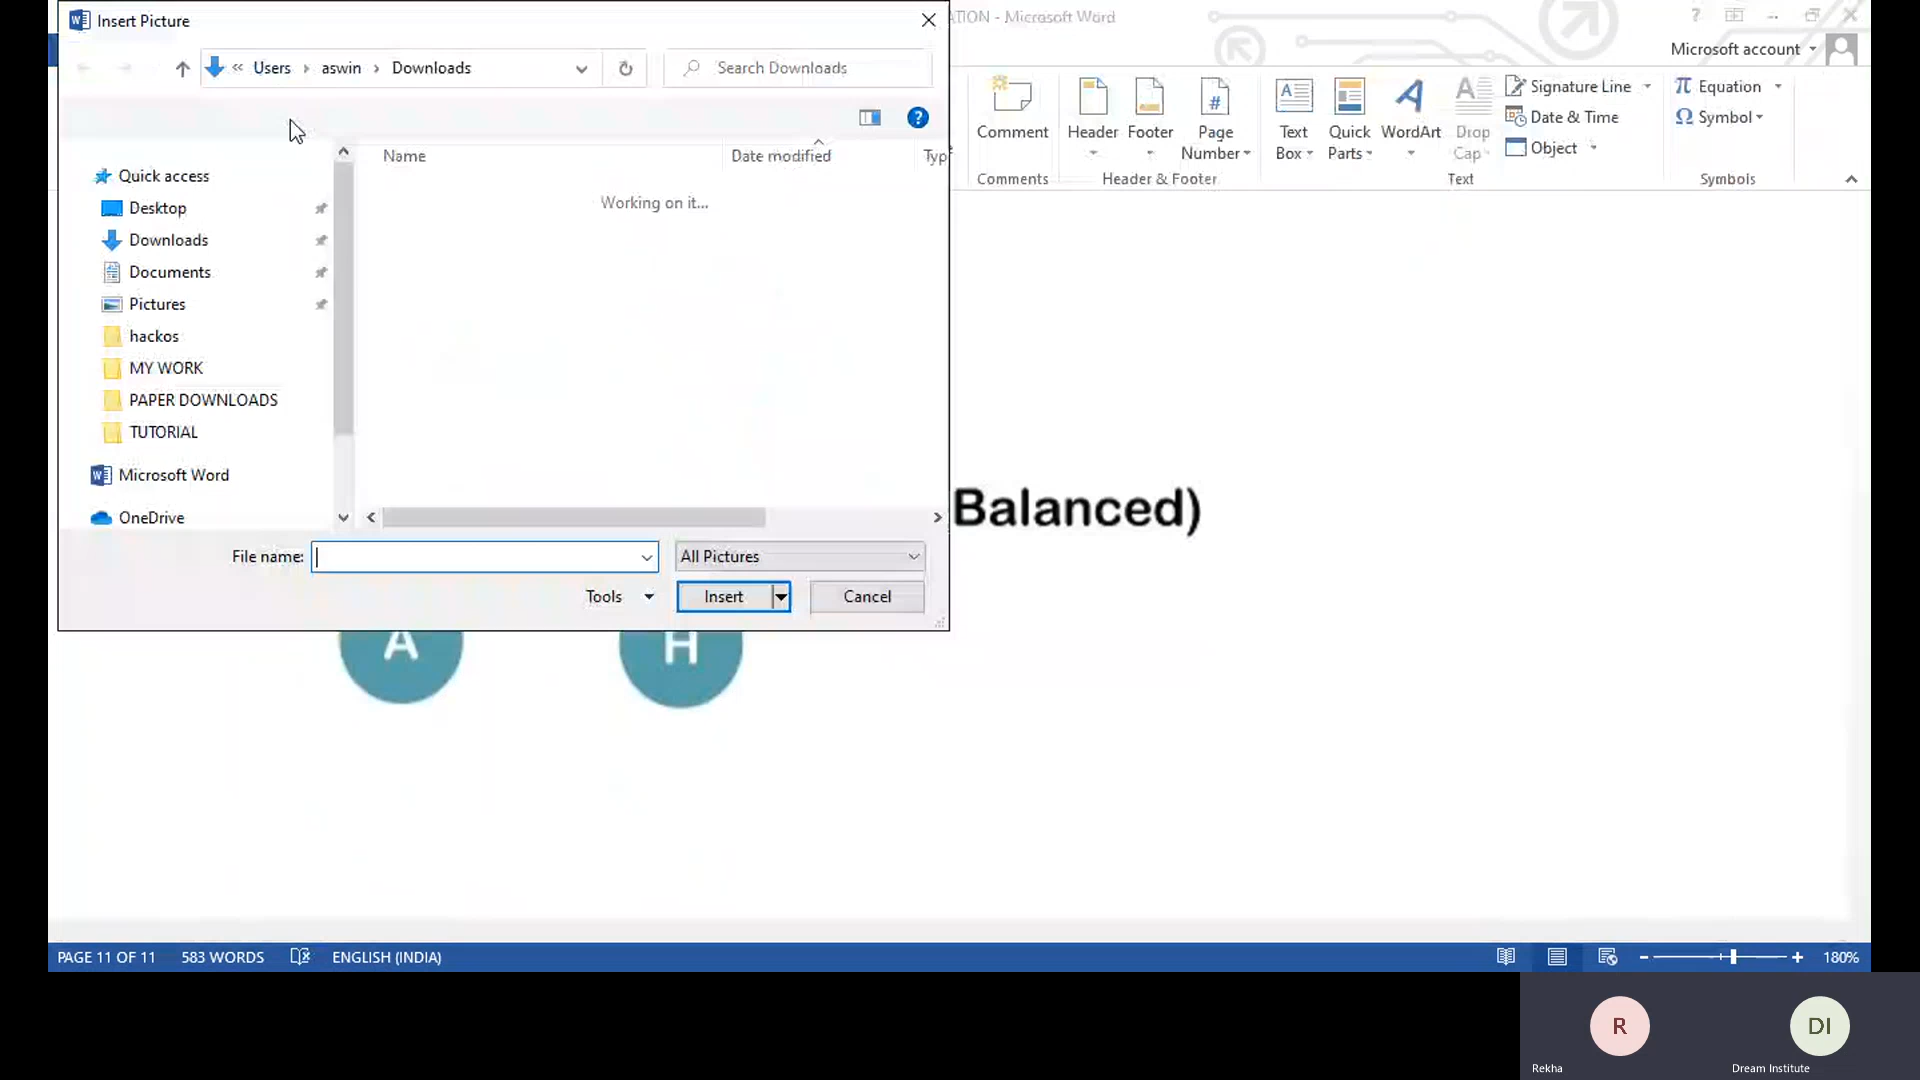 Insert Picture
ATION - Microsoft Word
?
Microsoft account
« Users › aswin › Downloads
Search Downloads
?
Comment
Header
Footer
Page
Number
Text
Box
Quick
Parts
WordArt
Drop
Cap
Signature Line
Date & Time
Object
Equation
Symbol
Comments
Header & Footer
Text
Symbols
Name
Date modified
Typ
Working on it...
Quick access
Desktop
Downloads
Documents
Pictures
hackos
MY WORK
PAPER DOWNLOADS
TUTORIAL
Microsoft Word
OneDrive
File name:
All Pictures
Tools
Insert
Cancel
Balanced)
A
H
PAGE 11 OF 11
583 WORDS
ENGLISH (INDIA)
180%
R
DI
Rekha
Dream Institute